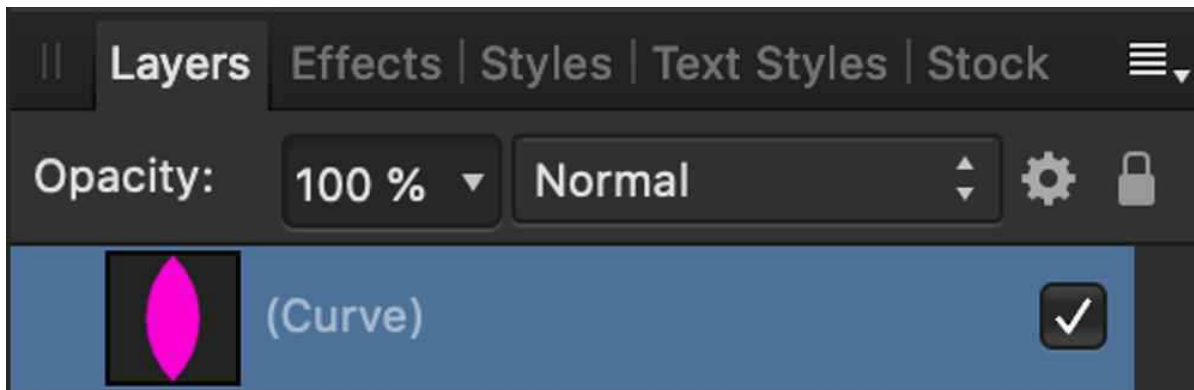 Layers Effects | Styles | Text Styles | Stock
Opacity: 100 % Normal
(Curve)